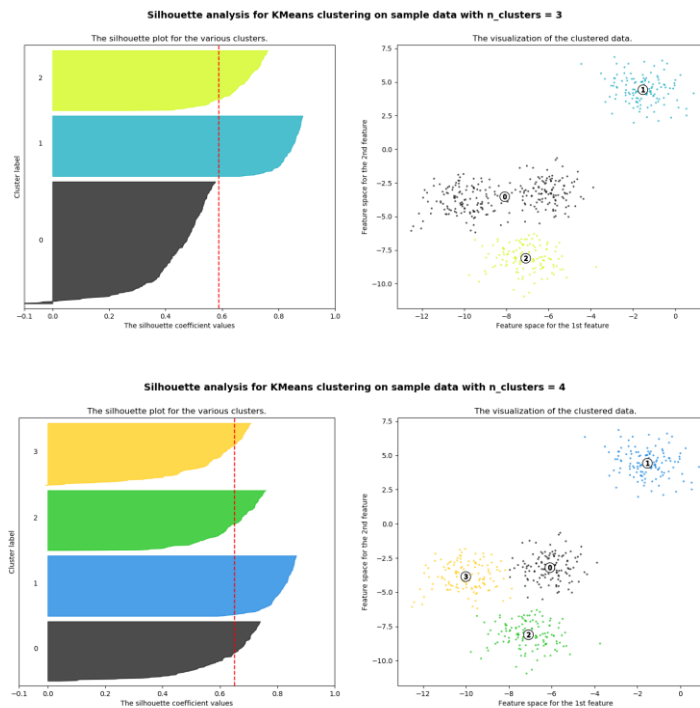 Silhouette analysis for KMeans clustering on sample data with n_clusters = 3
The silhouette plot for the various clusters.
Cluster label
2
1
0
−0.1 0.0 0.2 0.4 0.6 0.8 1.0
The silhouette coefficient values
The visualization of the clustered data.
Feature space for the 2nd feature
7.5
5.0
2.5
0.0
−2.5
−5.0
−7.5
−10.0
1
0
2
−12 −10 −8 −6 −4 −2 0
Feature space for the 1st feature
Silhouette analysis for KMeans clustering on sample data with n_clusters = 4
The silhouette plot for the various clusters.
Cluster label
3
2
1
0
−0.1 0.0 0.2 0.4 0.6 0.8 1.0
The silhouette coefficient values
The visualization of the clustered data.
Feature space for the 2nd feature
7.5
5.0
2.5
0.0
−2.5
−5.0
−7.5
−10.0
1
0
3
2
−12 −10 −8 −6 −4 −2 0
Feature space for the 1st feature